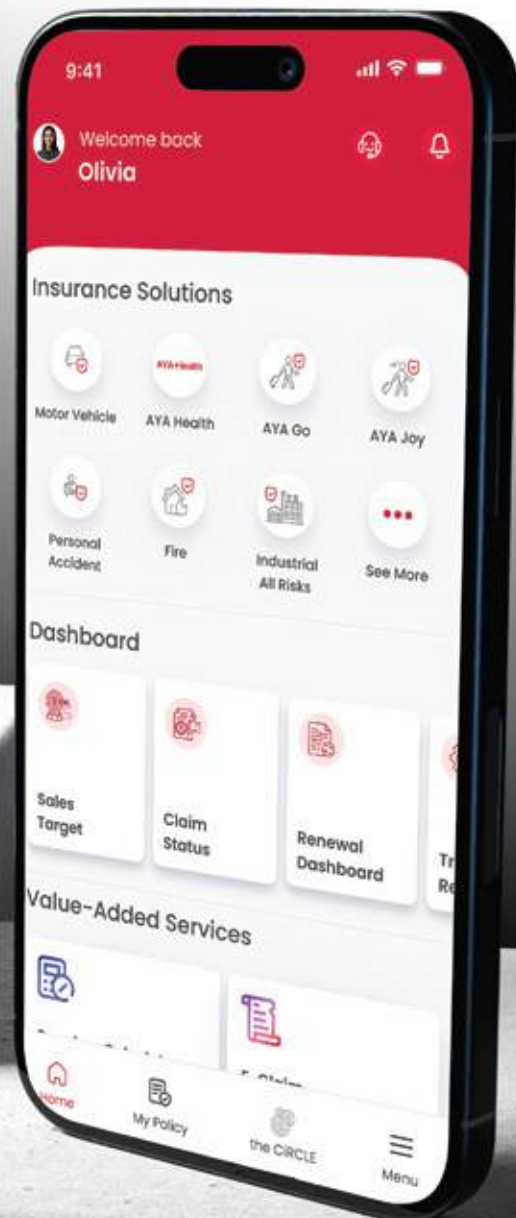 9:41
Welcome back
Olivia
Insurance Solutions
AYA+Health
Motor Vehicle
AYA Health
AYA Go
AYA Joy
Personal
Accident
Fire
Industrial
All Risks
See More
Dashboard
Sales
Target
Claim
Status
Renewal
Dashboard
Value-Added Services
Home
My Policy
the CIRCLE
Menu